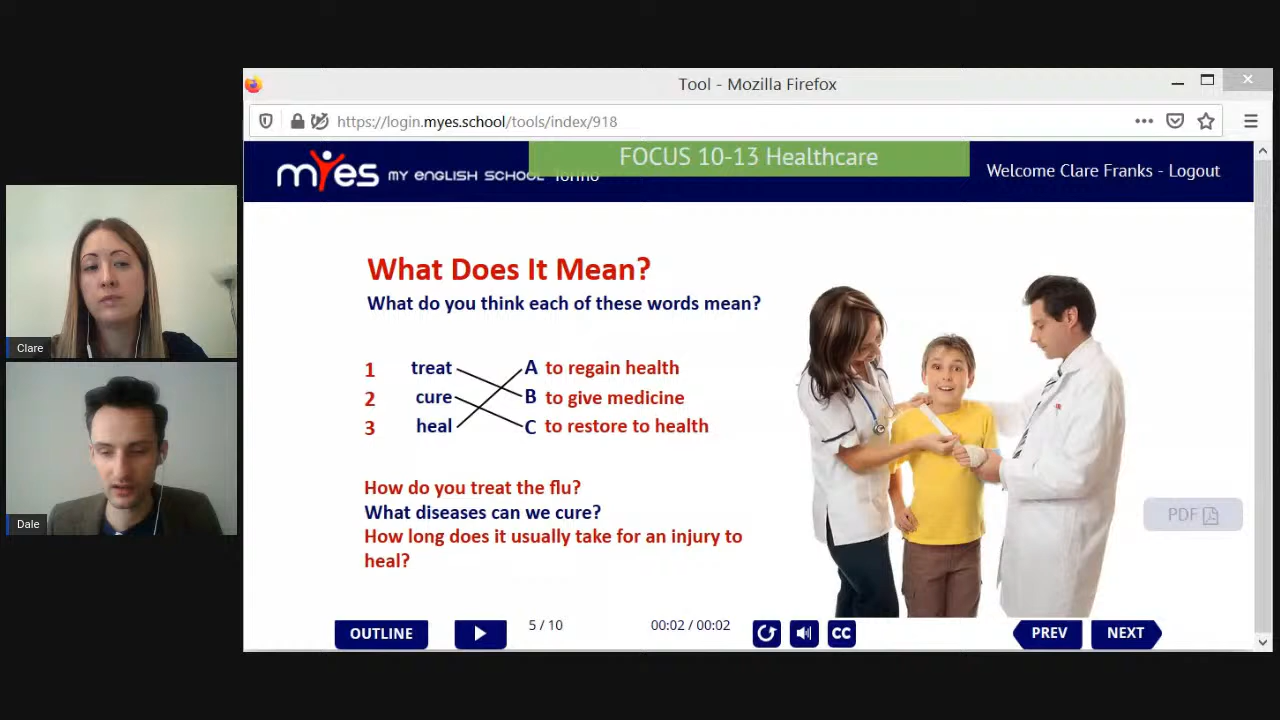 Tool - Mozilla Firefox
https://login.myes.school/tools/index/918
FOCUS 10-13 Healthcare
myes MY ENGLISH SCHOOL Torino
Welcome Clare Franks - Logout
What Does It Mean?
What do you think each of these words mean?
1 treat A to regain health
2 cure B to give medicine
3 heal C to restore to health
How do you treat the flu?
What diseases can we cure?
How long does it usually take for an injury to
heal?
PDF
OUTLINE 5 / 10 00:02 / 00:02 CC PREV NEXT
Clare
Dale